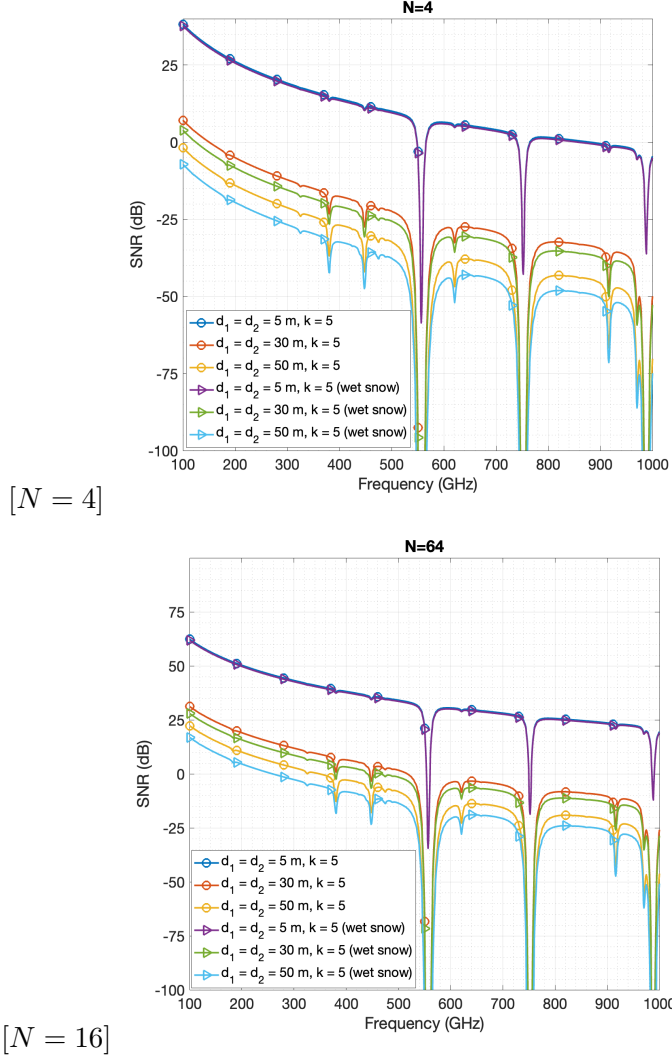 N=4
25
0
-25
-50
-75
-100
SNR (dB)
d1 = d2 = 5 m, k = 5
d1 = d2 = 30 m, k = 5
d1 = d2 = 50 m, k = 5
d1 = d2 = 5 m, k = 5 (wet snow)
d1 = d2 = 30 m, k = 5 (wet snow)
d1 = d2 = 50 m, k = 5 (wet snow)
100 200 300 400 500 600 700 800 900 1000
Frequency (GHz)
[N = 4]
N=64
75
50
25
0
-25
-50
-75
-100
SNR (dB)
d1 = d2 = 5 m, k = 5
d1 = d2 = 30 m, k = 5
d1 = d2 = 50 m, k = 5
d1 = d2 = 5 m, k = 5 (wet snow)
d1 = d2 = 30 m, k = 5 (wet snow)
d1 = d2 = 50 m, k = 5 (wet snow)
100 200 300 400 500 600 700 800 900 1000
Frequency (GHz)
[N = 16]